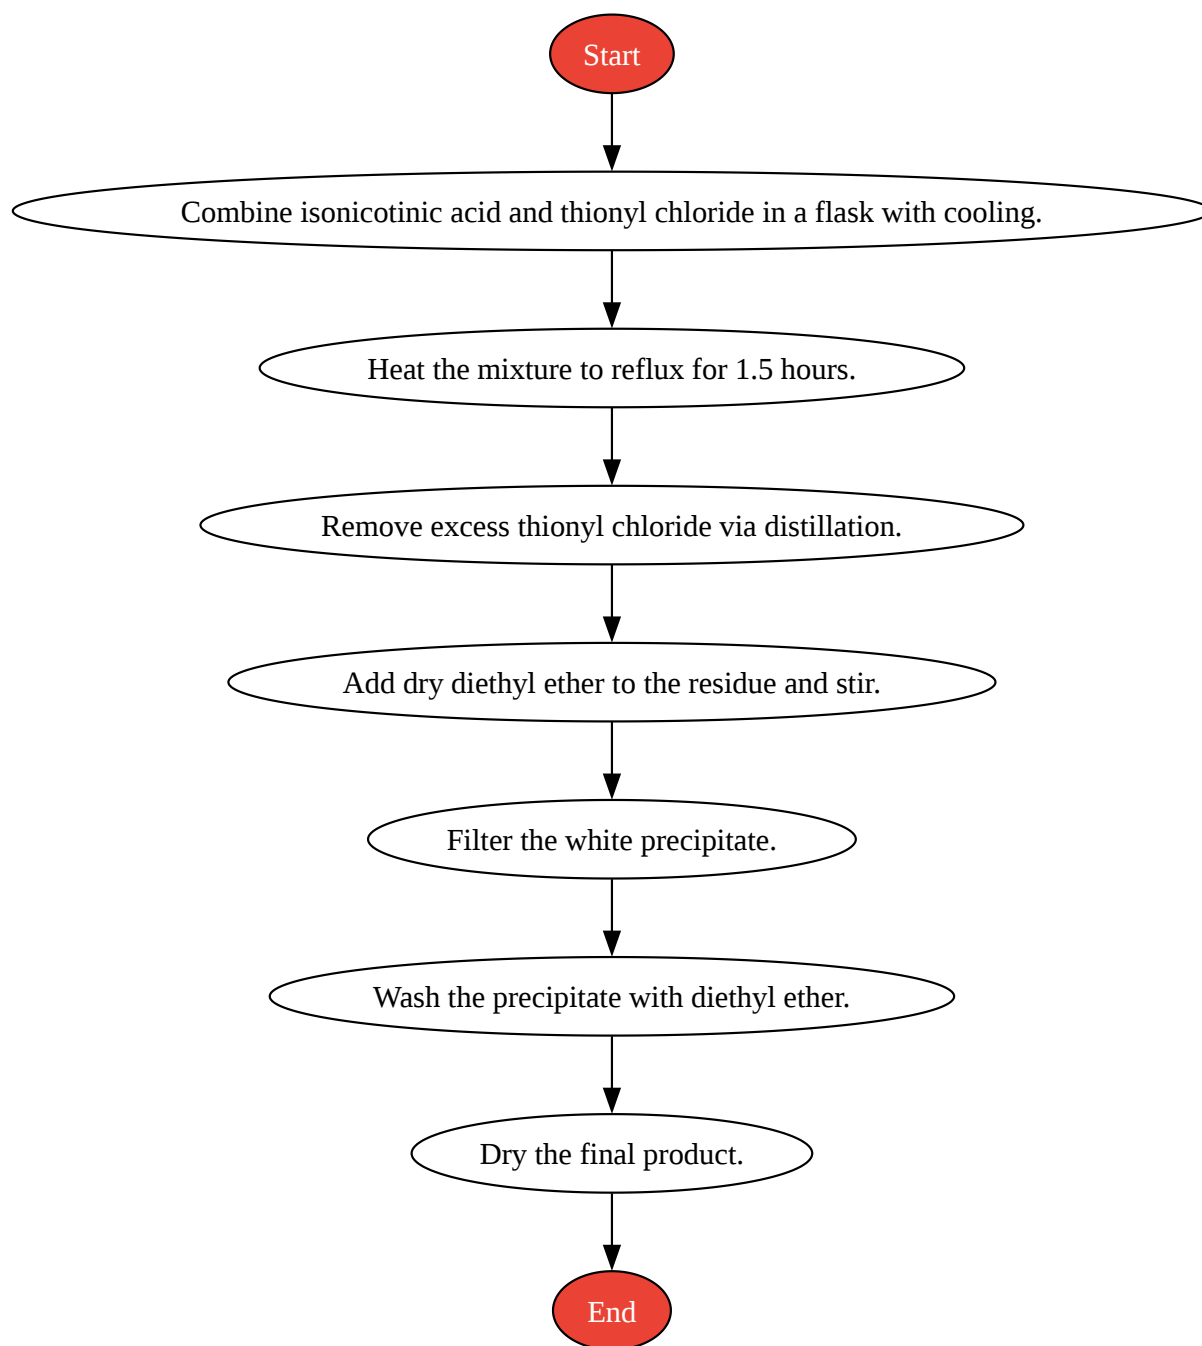 Start
Combine isonicotinic acid and thionyl chloride in a flask with cooling.
Heat the mixture to reflux for 1.5 hours.
Remove excess thionyl chloride via distillation.
Add dry diethyl ether to the residue and stir.
Filter the white precipitate.
Wash the precipitate with diethyl ether.
Dry the final product.
End